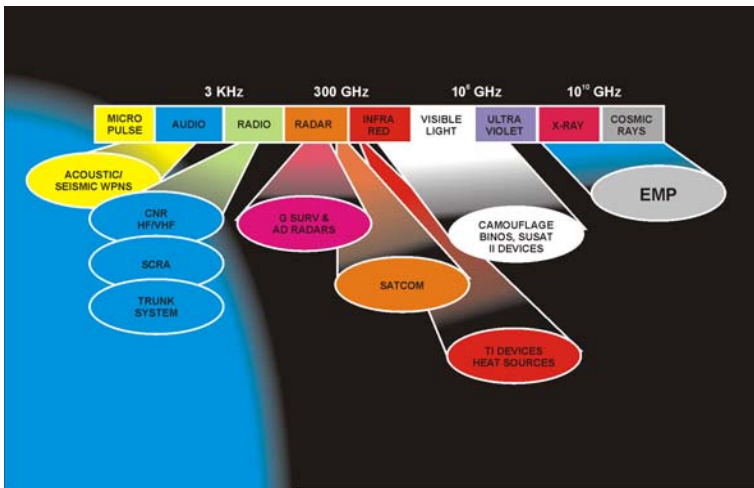 3 KHz
300 GHz
10⁶ GHz
10¹⁰ GHz
MICRO
PULSE
AUDIO
RADIO
RADAR
INFRA
RED
VISIBLE
LIGHT
ULTRA
VIOLET
X-RAY
COSMIC
RAYS
ACOUSTIC/
SEISMIC WPNS
CNR
HF/VHF
SCRA
TRUNK
SYSTEM
G SURV &
AD RADARS
SATCOM
CAMOUFLAGE
BINOS, SUSAT
II DEVICES
TI DEVICES
HEAT SOURCES
EMP